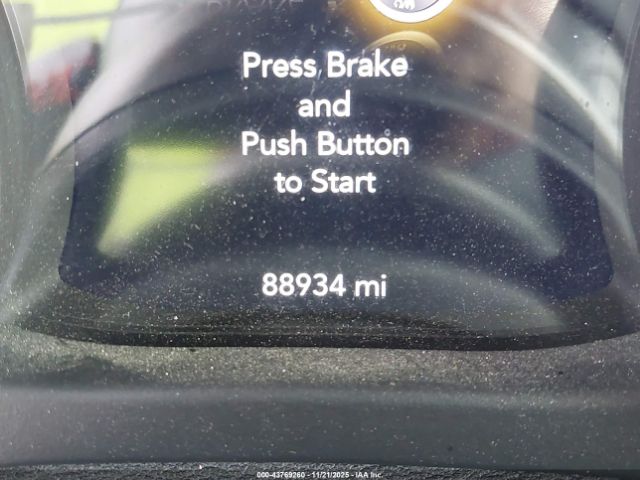 Press Brake
and
Push Button
to Start
88934 mi
000-43769260 - 11/21/2025 - IAA Inc.